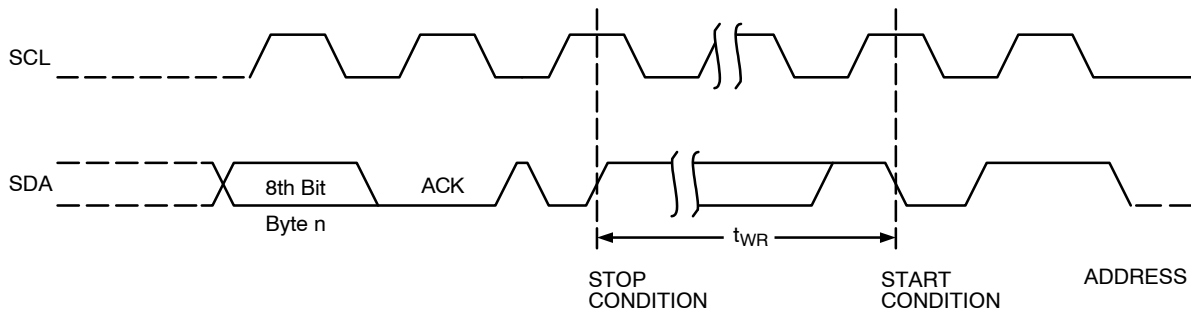 SCL
SDA
8th Bit
Byte n
ACK
tWR
STOP
CONDITION
START
CONDITION
ADDRESS